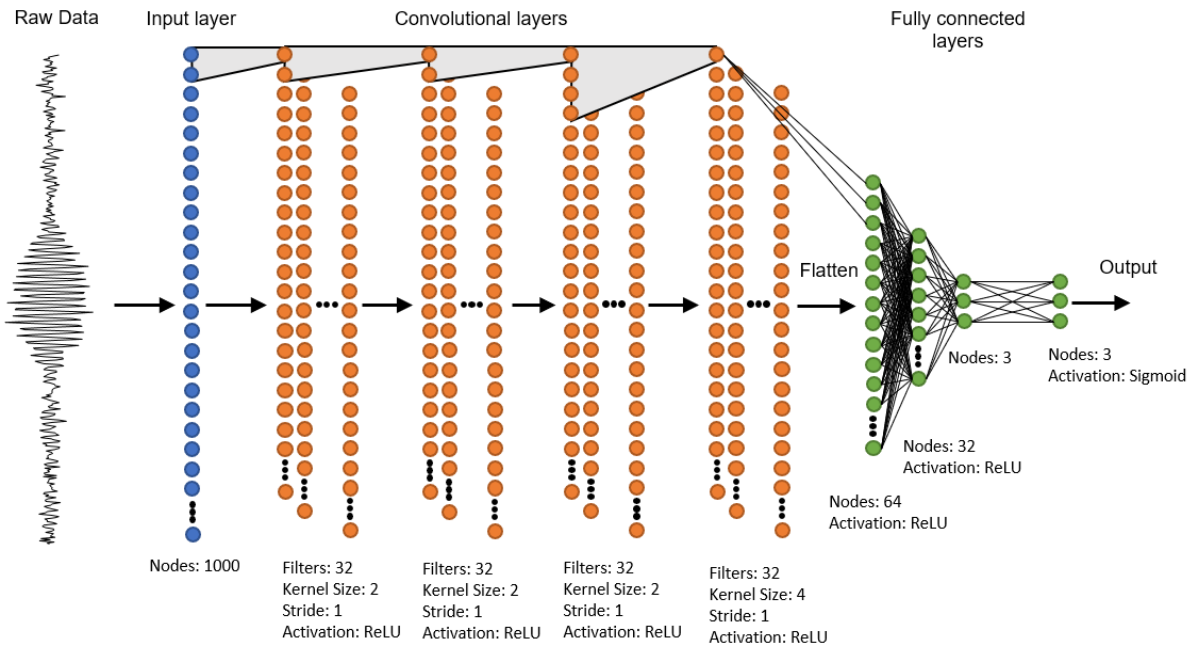 Raw Data
Input layer
Convolutional layers
Fully connected
layers
Flatten
Output
Nodes: 3
Nodes: 3
Activation: Sigmoid
Nodes: 32
Activation: ReLU
Nodes: 64
Activation: ReLU
Nodes: 1000
Filters: 32
Kernel Size: 2
Stride: 1
Activation: ReLU
Filters: 32
Kernel Size: 2
Stride: 1
Activation: ReLU
Filters: 32
Kernel Size: 2
Stride: 1
Activation: ReLU
Filters: 32
Kernel Size: 4
Stride: 1
Activation: ReLU